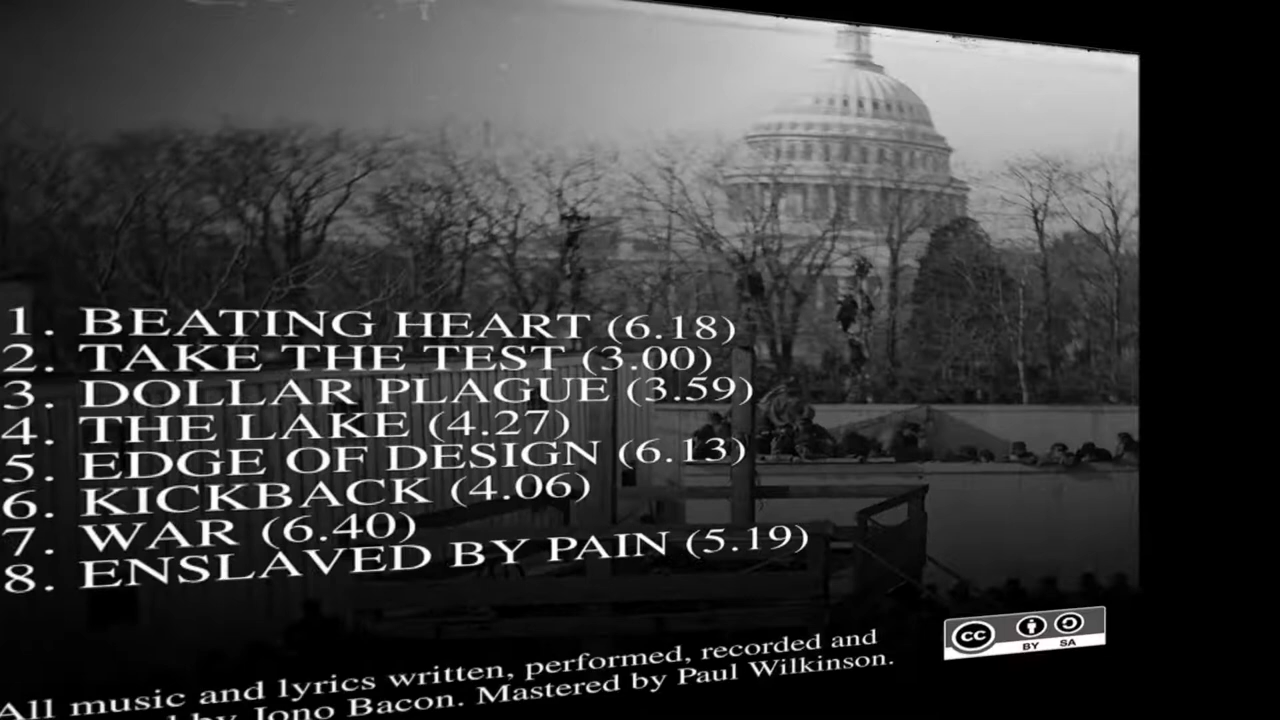 1. BEATING HEART (6.18)
2. TAKE THE TEST (3.00)
3. DOLLAR PLAGUE (3.59)
4. THE LAKE (4.27)
5. EDGE OF DESIGN (6.13)
6. KICKBACK (4.06)
7. WAR (6.40)
8. ENSLAVED BY PAIN (5.19)
All music and lyrics written, performed, recorded and
by Jono Bacon. Mastered by Paul Wilkinson.
CC BY SA